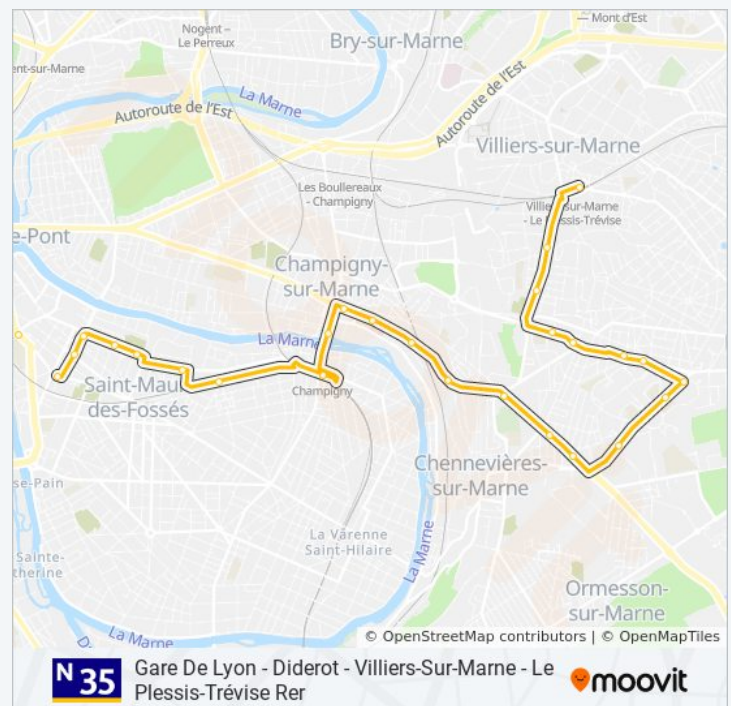 Mont d'Est
Nogent –
Le Perreux
Bry-sur-Marne
ent-sur-Marne
La Marne
Autoroute de l'Est
Autoroute de l'Est
Villiers-sur-Marne
Les Boullereaux
- Champigny
Villiers-sur-Marne
- Le Plessis-Trévise
e-Pont
Champigny-
sur-Marne
La Marne
Saint-Mau
des-Fossés
Champigny
Chennevières-
sur-Marne
se-Pain
La Varenne
Saint-Hilaire
La Marne
Sainte-
therine
Ormesson-
sur-Marne
La Marne
© OpenStreetMap contributors | © OpenMapTiles
N 35
Gare De Lyon - Diderot - Villiers-Sur-Marne - Le
Plessis-Trévise Rer
moovit